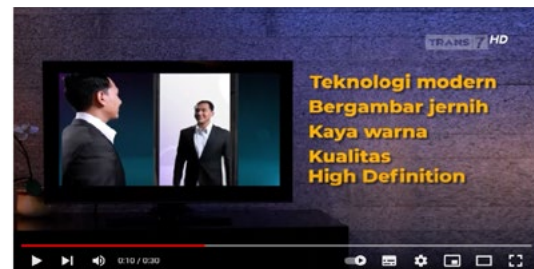 TRANS 7 HD
Teknologi modern
Bergambar jernih
Kaya warna
Kualitas
High Definition
0:10 / 0:30